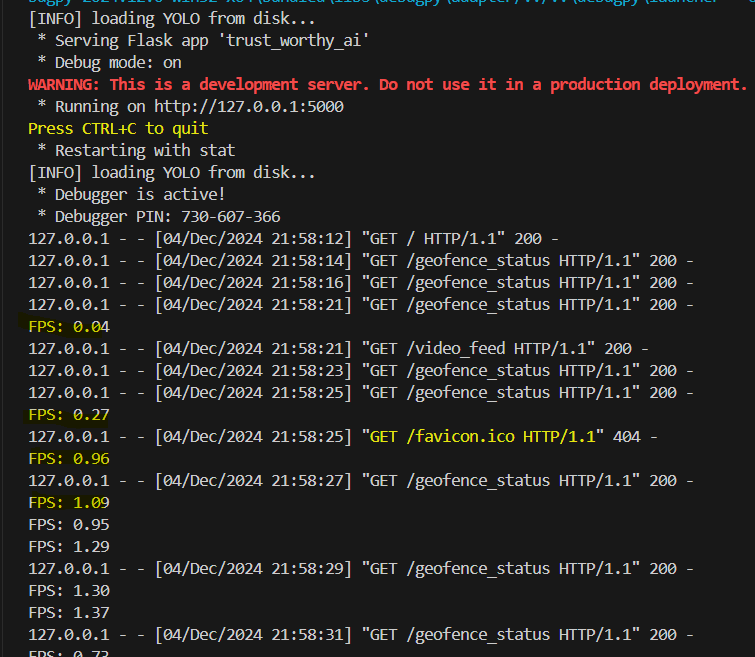 [INFO] loading YOLO from disk...
 * Serving Flask app 'trust_worthy_ai'
 * Debug mode: on
WARNING: This is a development server. Do not use it in a production deployment.
 * Running on http://127.0.0.1:5000
Press CTRL+C to quit
 * Restarting with stat
[INFO] loading YOLO from disk...
 * Debugger is active!
 * Debugger PIN: 730-607-366
127.0.0.1 - - [04/Dec/2024 21:58:12] "GET / HTTP/1.1" 200 -
127.0.0.1 - - [04/Dec/2024 21:58:14] "GET /geofence_status HTTP/1.1" 200 -
127.0.0.1 - - [04/Dec/2024 21:58:16] "GET /geofence_status HTTP/1.1" 200 -
127.0.0.1 - - [04/Dec/2024 21:58:21] "GET /geofence_status HTTP/1.1" 200 -
FPS: 0.04
127.0.0.1 - - [04/Dec/2024 21:58:21] "GET /video_feed HTTP/1.1" 200 -
127.0.0.1 - - [04/Dec/2024 21:58:23] "GET /geofence_status HTTP/1.1" 200 -
127.0.0.1 - - [04/Dec/2024 21:58:25] "GET /geofence_status HTTP/1.1" 200 -
FPS: 0.27
127.0.0.1 - - [04/Dec/2024 21:58:25] "GET /favicon.ico HTTP/1.1" 404 -
FPS: 0.96
127.0.0.1 - - [04/Dec/2024 21:58:27] "GET /geofence_status HTTP/1.1" 200 -
FPS: 1.09
FPS: 0.95
FPS: 1.29
127.0.0.1 - - [04/Dec/2024 21:58:29] "GET /geofence_status HTTP/1.1" 200 -
FPS: 1.30
FPS: 1.37
127.0.0.1 - - [04/Dec/2024 21:58:31] "GET /geofence_status HTTP/1.1" 200 -
FPS: 0.73